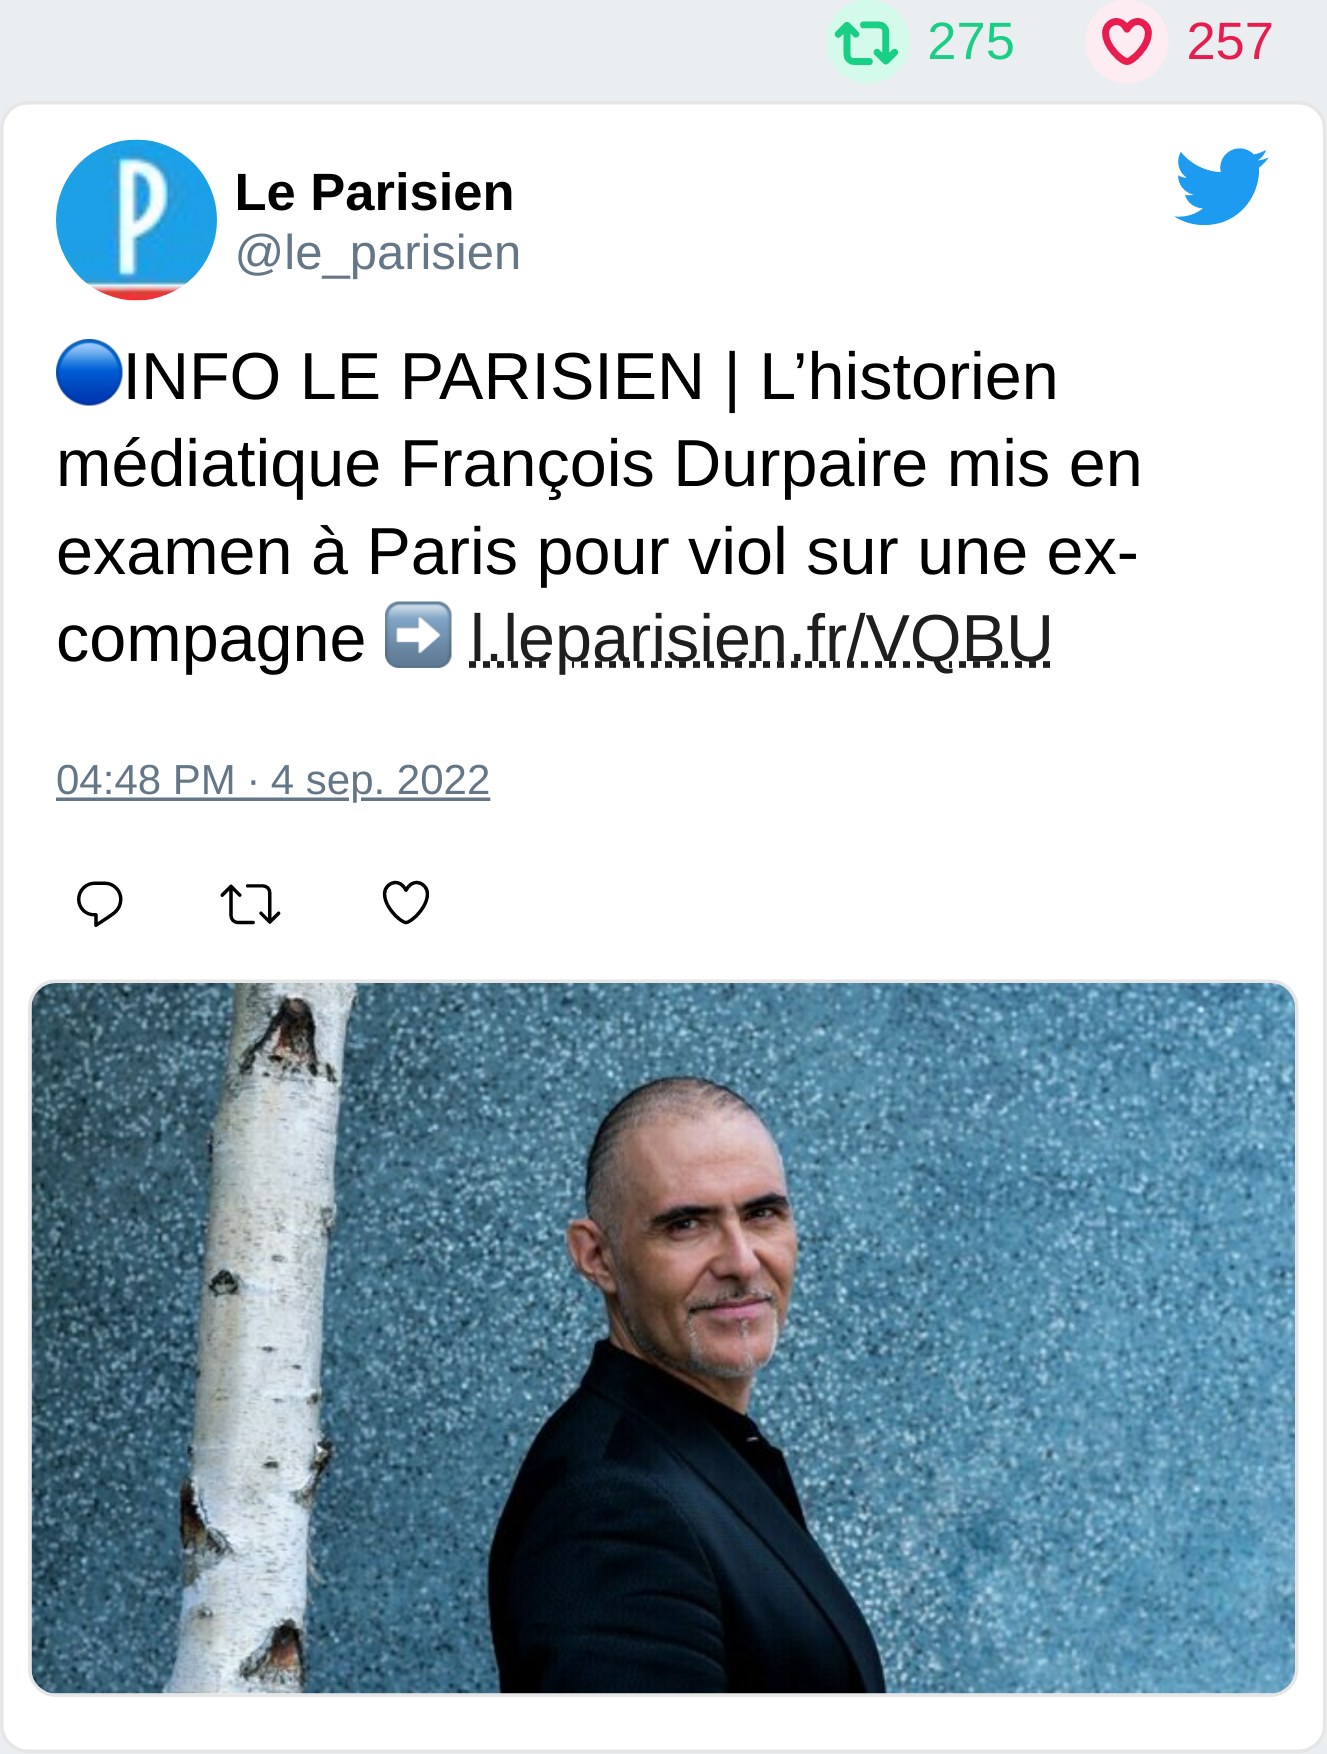 275 257
Le Parisien
@le_parisien
🔵INFO LE PARISIEN | L’historien
médiatique François Durpaire mis en
examen à Paris pour viol sur une ex-
compagne ➡️ l.leparisien.fr/VQBU
04:48 PM · 4 sep. 2022